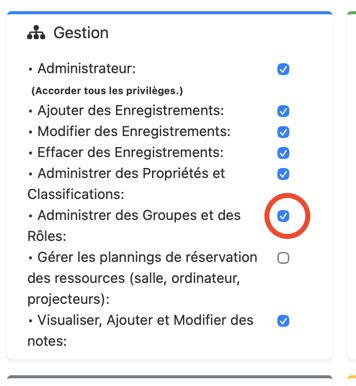 Gestion
• Administrateur:
(Accorder tous les privilèges.)
• Ajouter des Enregistrements:
• Modifier des Enregistrements:
• Effacer des Enregistrements:
• Administrer des Propriétés et
Classifications:
• Administrer des Groupes et des
Rôles:
• Gérer les plannings de réservation
des ressources (salle, ordinateur,
projecteurs):
• Visualiser, Ajouter et Modifier des
notes: